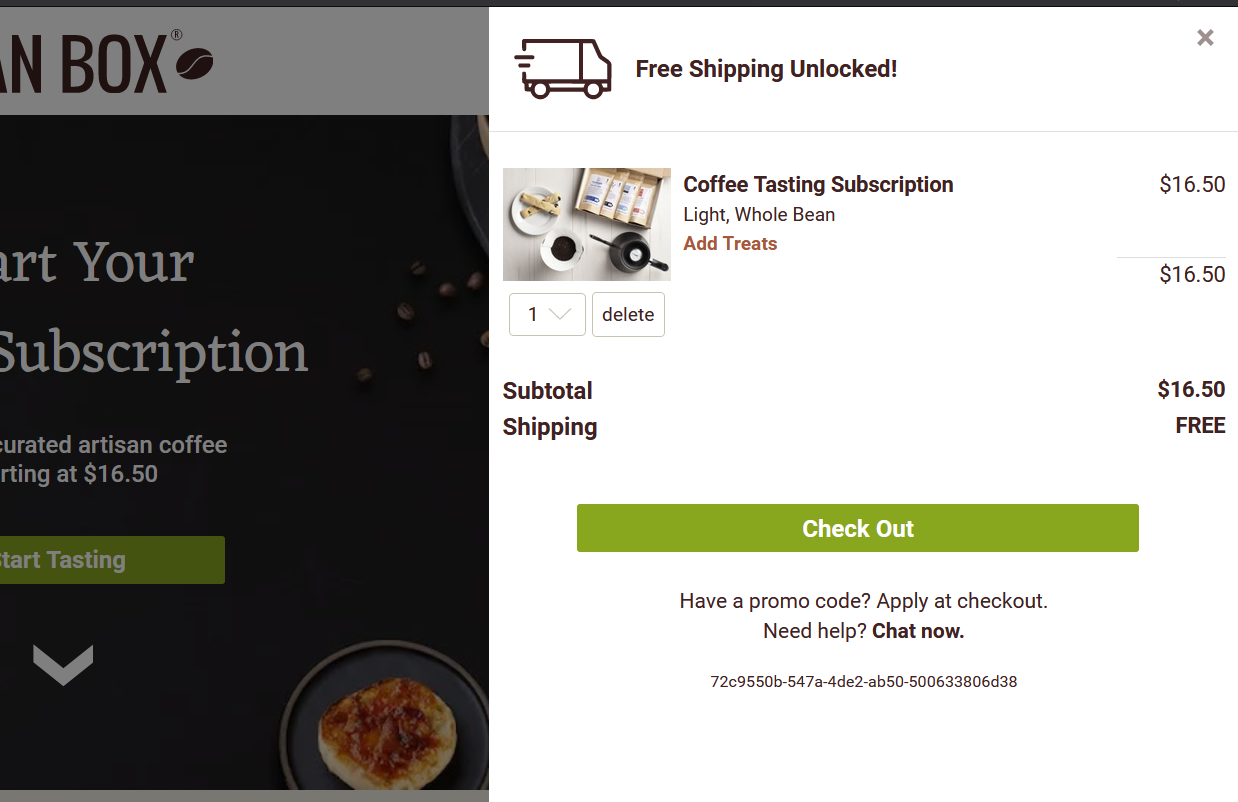 AN BOX®
art Your
Subscription
curated artisan coffee
rting at $16.50
Start Tasting
Free Shipping Unlocked!
×
Coffee Tasting Subscription $16.50
Light, Whole Bean
Add Treats
$16.50
1 delete
Subtotal $16.50
Shipping FREE
Check Out
Have a promo code? Apply at checkout.
Need help? Chat now.
72c9550b-547a-4de2-ab50-500633806d38